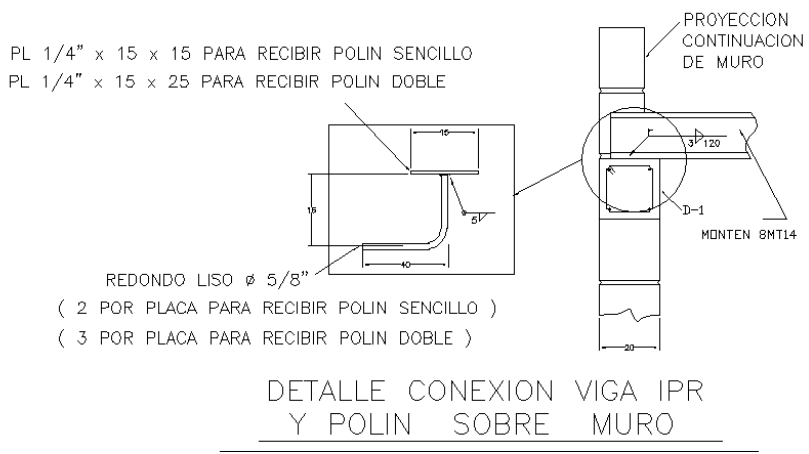 PL 1/4" x 15 x 15 PARA RECIBIR POLIN SENCILLO
PL 1/4" x 15 x 25 PARA RECIBIR POLIN DOBLE
PROYECCION
CONTINUACION
DE MURO
15
15
5
40
3
120
D-1
MONTEN 8MT14
REDONDO LISO ø 5/8"
( 2 POR PLACA PARA RECIBIR POLIN SENCILLO )
( 3 POR PLACA PARA RECIBIR POLIN DOBLE )
20
DETALLE CONEXION VIGA IPR
Y POLIN SOBRE MURO